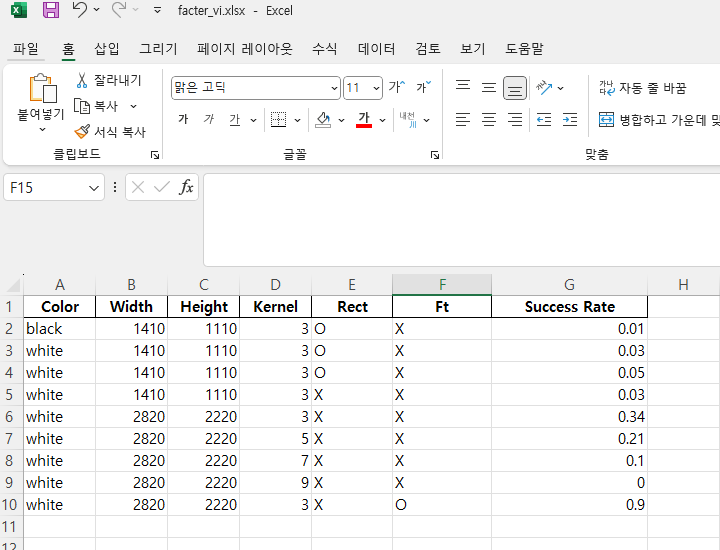 facter_vi.xlsx - Excel
파일 홈 삽입 그리기 페이지 레이아웃 수식 데이터 검토 보기 도움말
붙여넣기
잘라내기
복사
서식 복사
클립보드
맑은 고딕 11 가 가
가 가 가 가 내천
글꼴
가나다 자동 줄 바꿈
병합하고 가운데 맞
맞춤
F15 fx
A B C D E F G H
1 Color Width Height Kernel Rect Ft Success Rate
2 black 1410 1110 3 O X 0.01
3 white 1410 1110 3 O X 0.03
4 white 1410 1110 3 O X 0.05
5 white 1410 1110 3 X X 0.03
6 white 2820 2220 3 X X 0.34
7 white 2820 2220 5 X X 0.21
8 white 2820 2220 7 X X 0.1
9 white 2820 2220 9 X X 0
10 white 2820 2220 3 X O 0.9
11
12